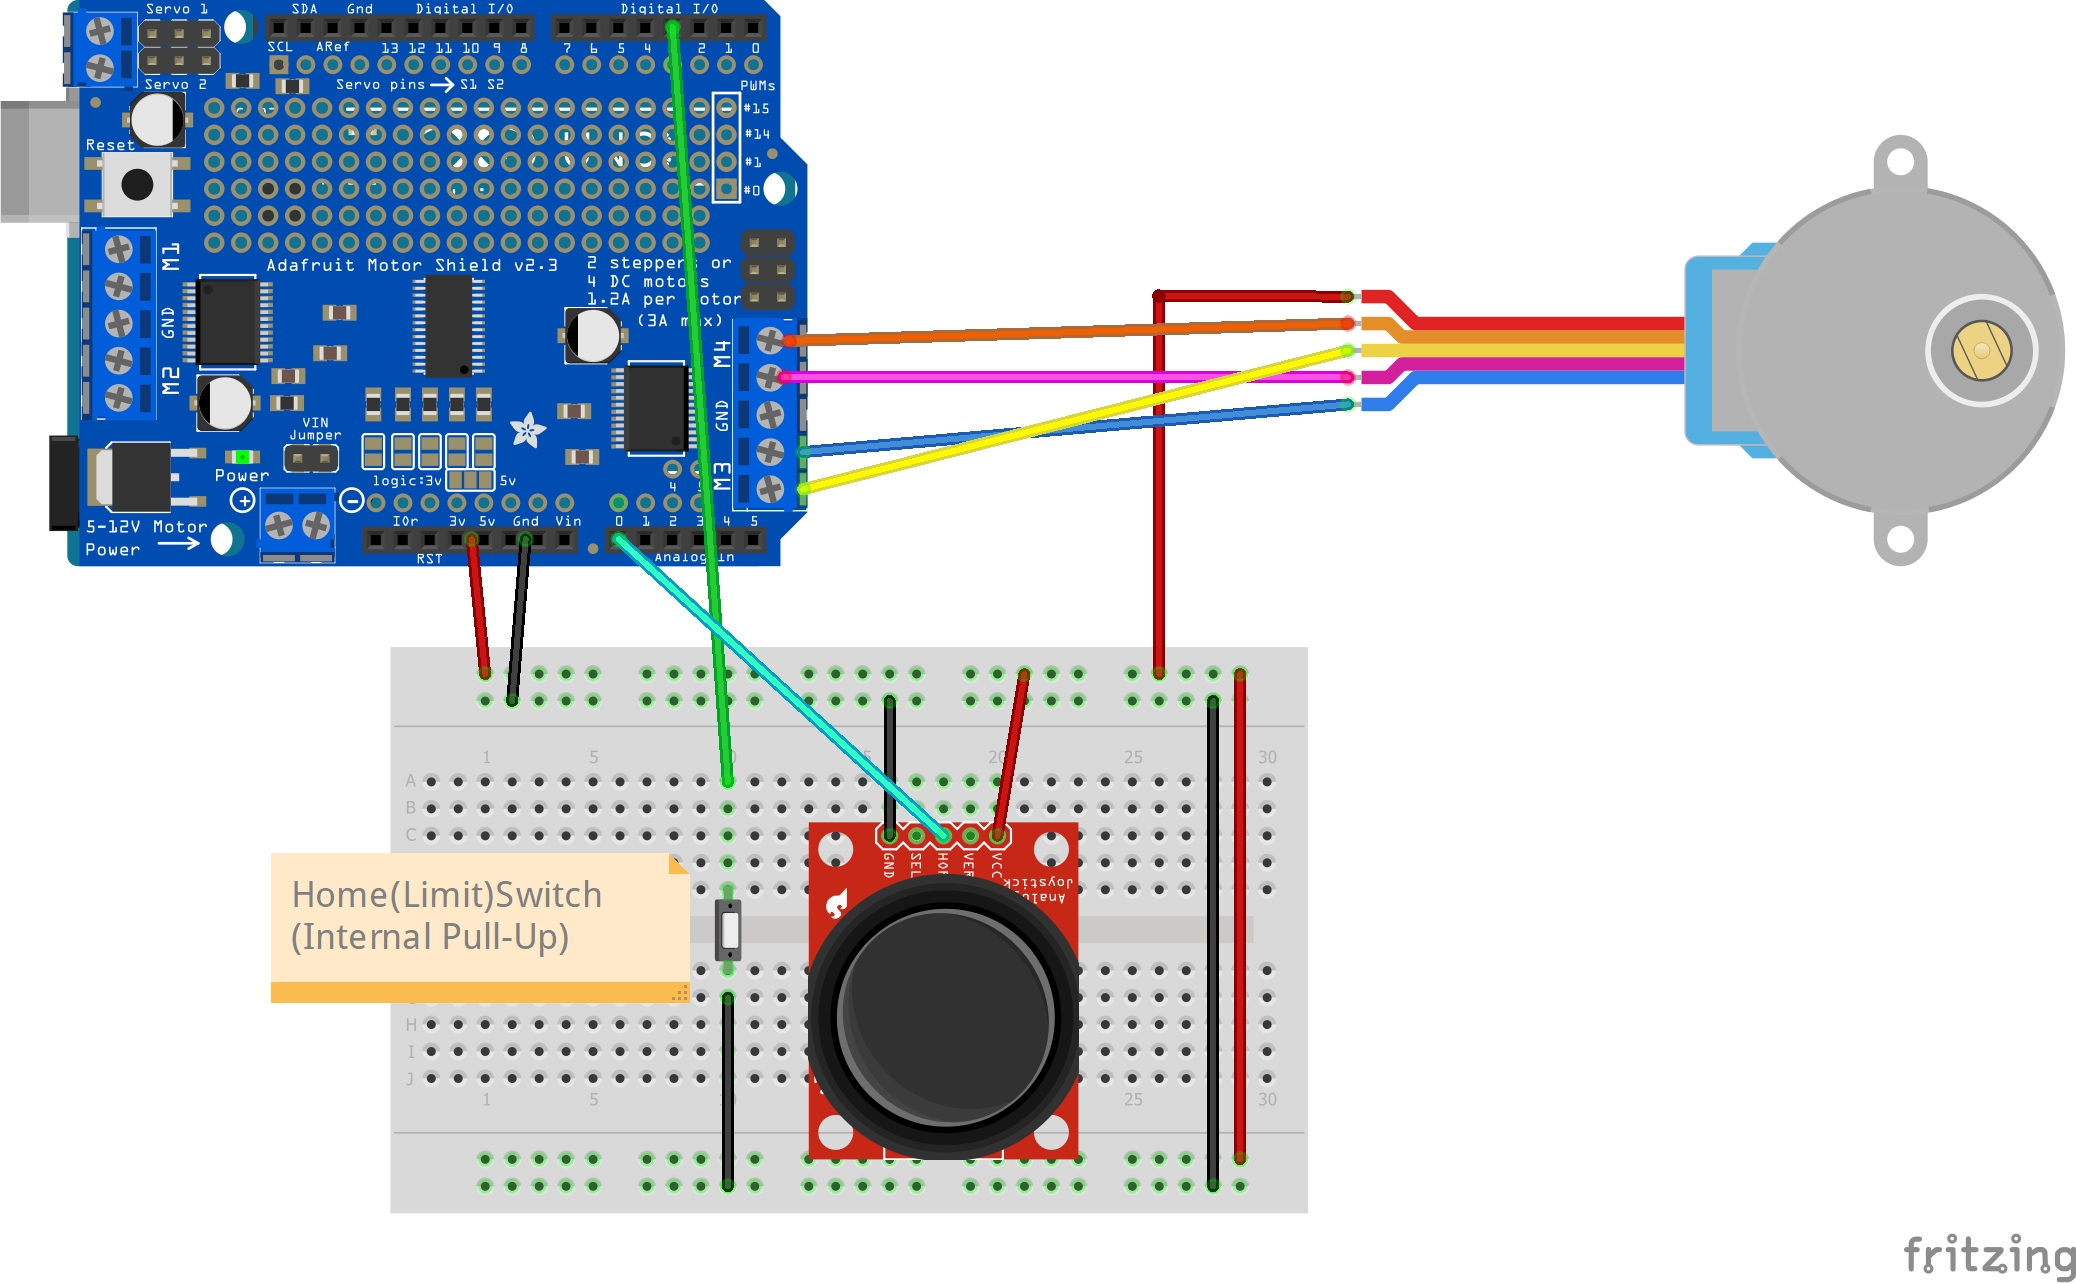 Servo 1
SDA Gnd Digital I/O Digital I/O
SCL ARef 13 12 11 10 9 8 7 6 5 4 2 1 0
Servo 2
Servo pins S1 S2
PWMs
#15
#14
#1
#0
Reset
M1
GND
M2
Adafruit Motor Shield v2.3
2 steppers or
4 DC motors
1.2A per motor
(3A max)
M4
GND
M3
VIN
Jumper
Power
+
-
logic:3v 5v
4
5-12V Motor
Power
IOr 3v 5v Gnd Vin
RST
0 1 2 3 4 5
Analog In
1 5 20 25 30
A
B
C
GND SEL HOR VER VCC
Analog
Joystick
Home(Limit)Switch
(Internal Pull-Up)
H
I
J
1 5 25 30
fritzing